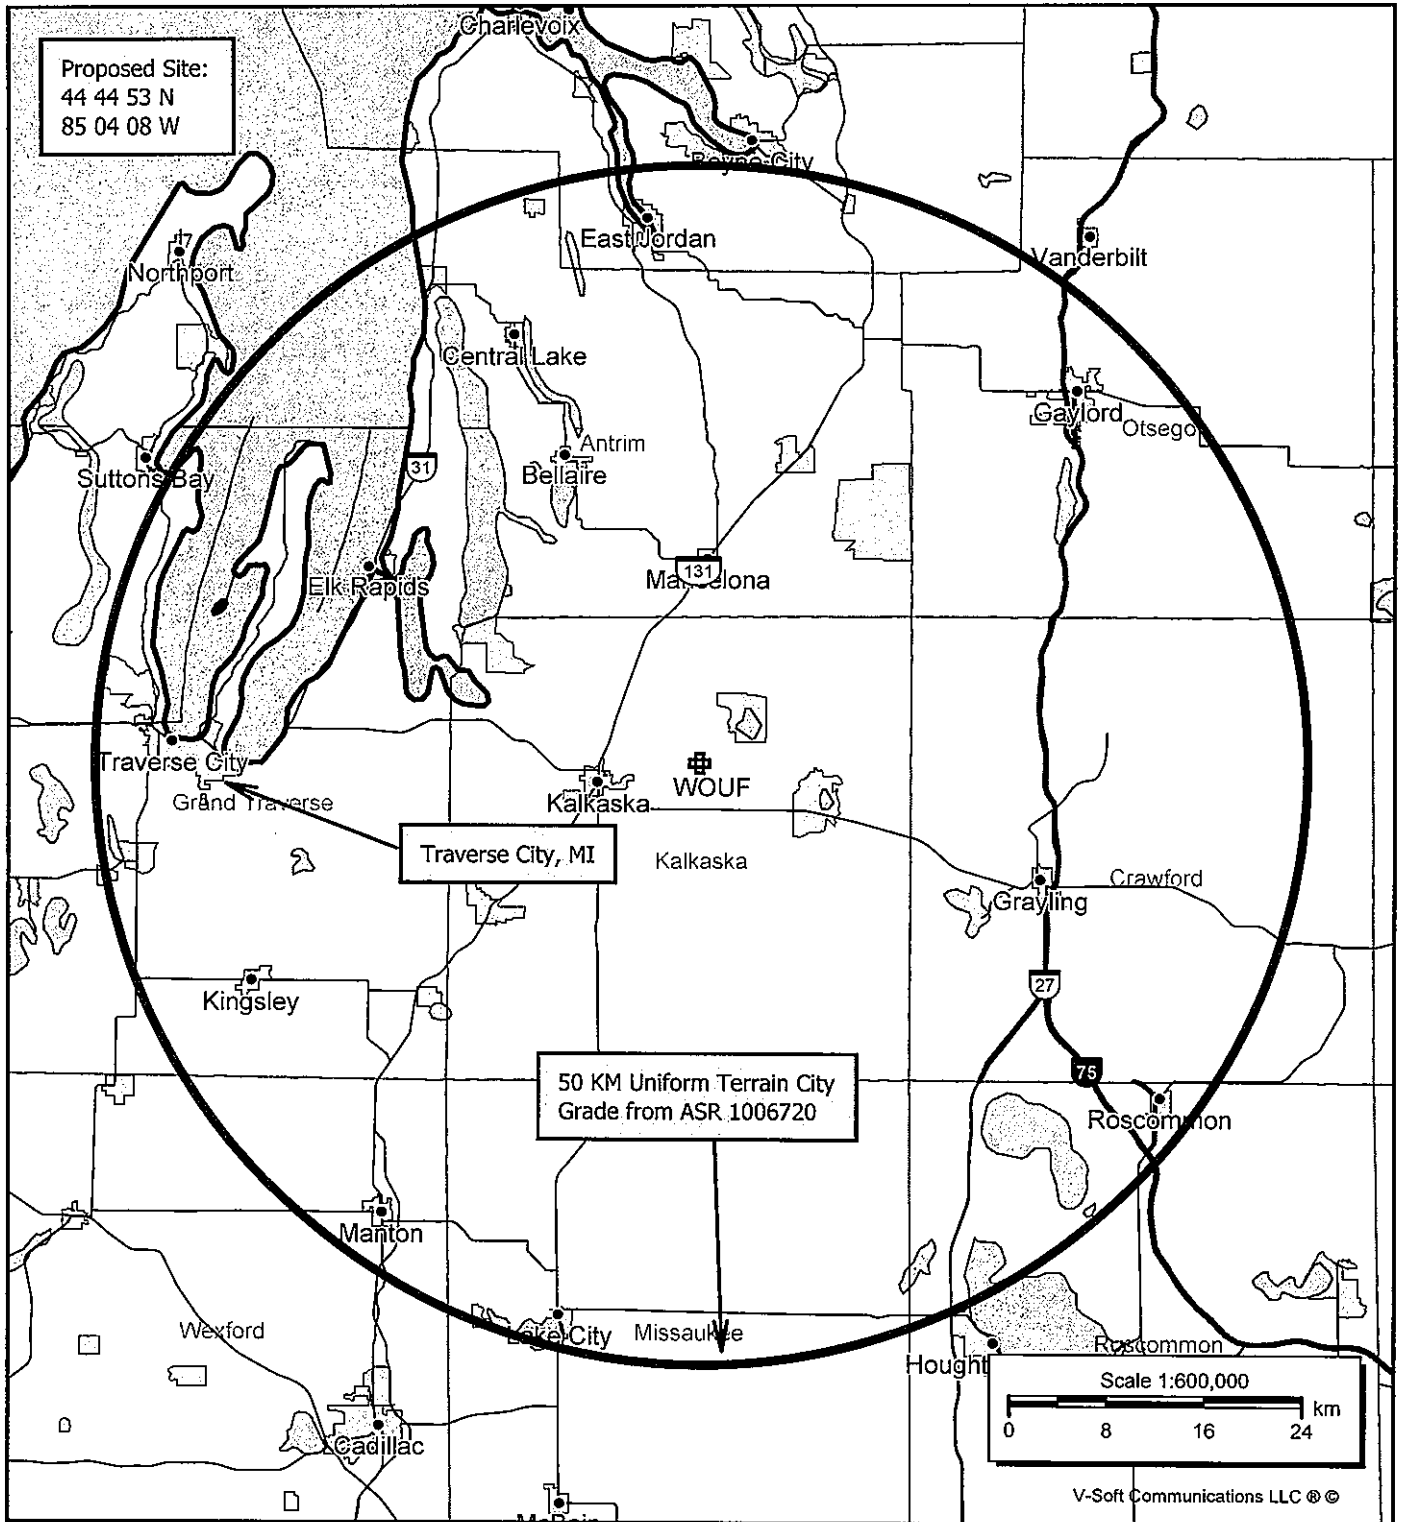 Charlevoix
Proposed Site:
44 44 53 N
85 04 08 W
Boyne City
East Jordan
Vanderbilt
Northport
Central Lake
Gaylord
Otsego
Antrim
Suttons Bay
31
Bellaire
Elk Rapids
131
Traverse City
WOUF
Grand Traverse
Kalkaska
Traverse City, MI
Kalkaska
Crawford
Grayling
27
Kingsley
75
50 KM Uniform Terrain City
Grade from ASR 1006720
Roscommon
Manton
Wexford
Lake City
Missaukee
Roscommon
Scale 1:600,000
km
0 8 16 24
Cadillac
V-Soft Communications LLC ® ©
McBain